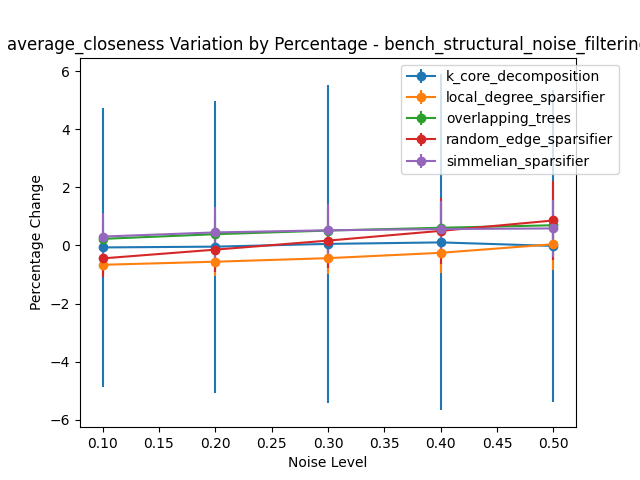 average_closeness Variation by Percentage - bench_structural_noise_filtering
k_core_decomposition
local_degree_sparsifier
overlapping_trees
random_edge_sparsifier
simmelian_sparsifier
Percentage Change
6
4
2
0
−2
−4
−6
0.10 0.15 0.20 0.25 0.30 0.35 0.40 0.45 0.50
Noise Level